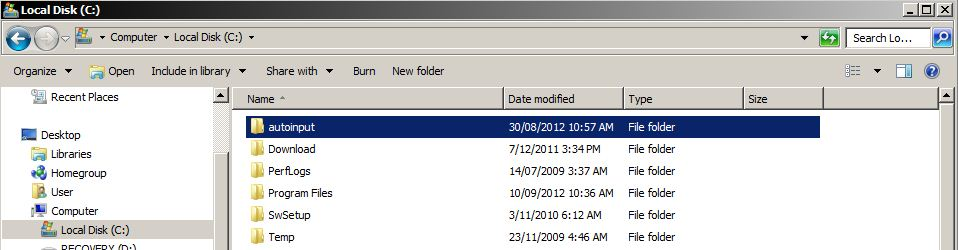 Local Disk (C:)
Computer Local Disk (C:) Search Lo...
Organize Open Include in library Share with Burn New folder
Recent Places
Desktop
Libraries
Homegroup
User
Computer
Local Disk (C:)
RECOVERY (D:)
Name Date modified Type Size
autoinput 30/08/2012 10:57 AM File folder
Download 7/12/2011 3:34 PM File folder
PerfLogs 14/07/2009 3:37 AM File folder
Program Files 10/09/2012 10:36 AM File folder
SwSetup 3/11/2010 6:12 AM File folder
Temp 23/11/2009 4:46 AM File folder